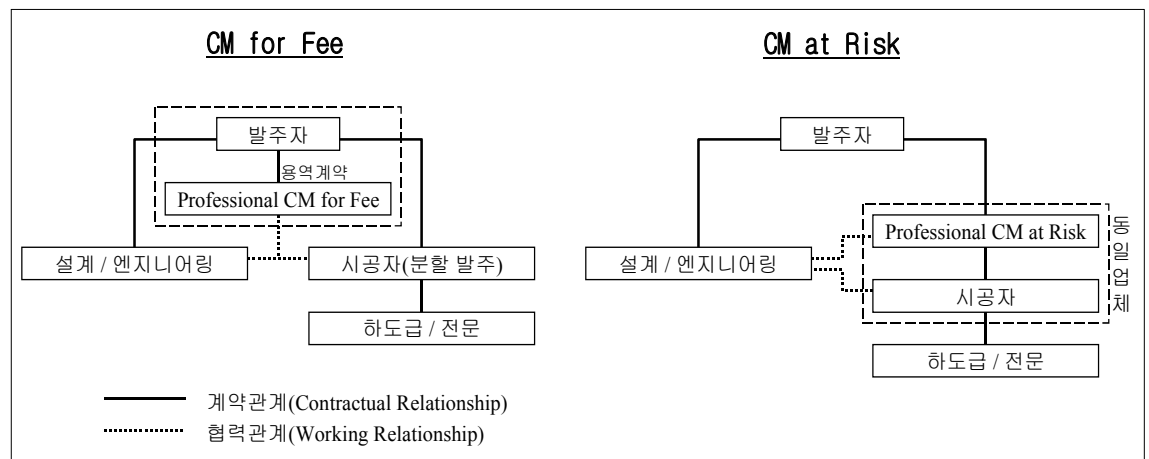 CM for Fee
발주자
용역계약
Professional CM for Fee
설계 / 엔지니어링
시공자(분할 발주)
하도급 / 전문
CM at Risk
발주자
Professional CM at Risk
설계 / 엔지니어링
시공자
하도급 / 전문
동
일
업
체
계약관계(Contractual Relationship)
협력관계(Working Relationship)